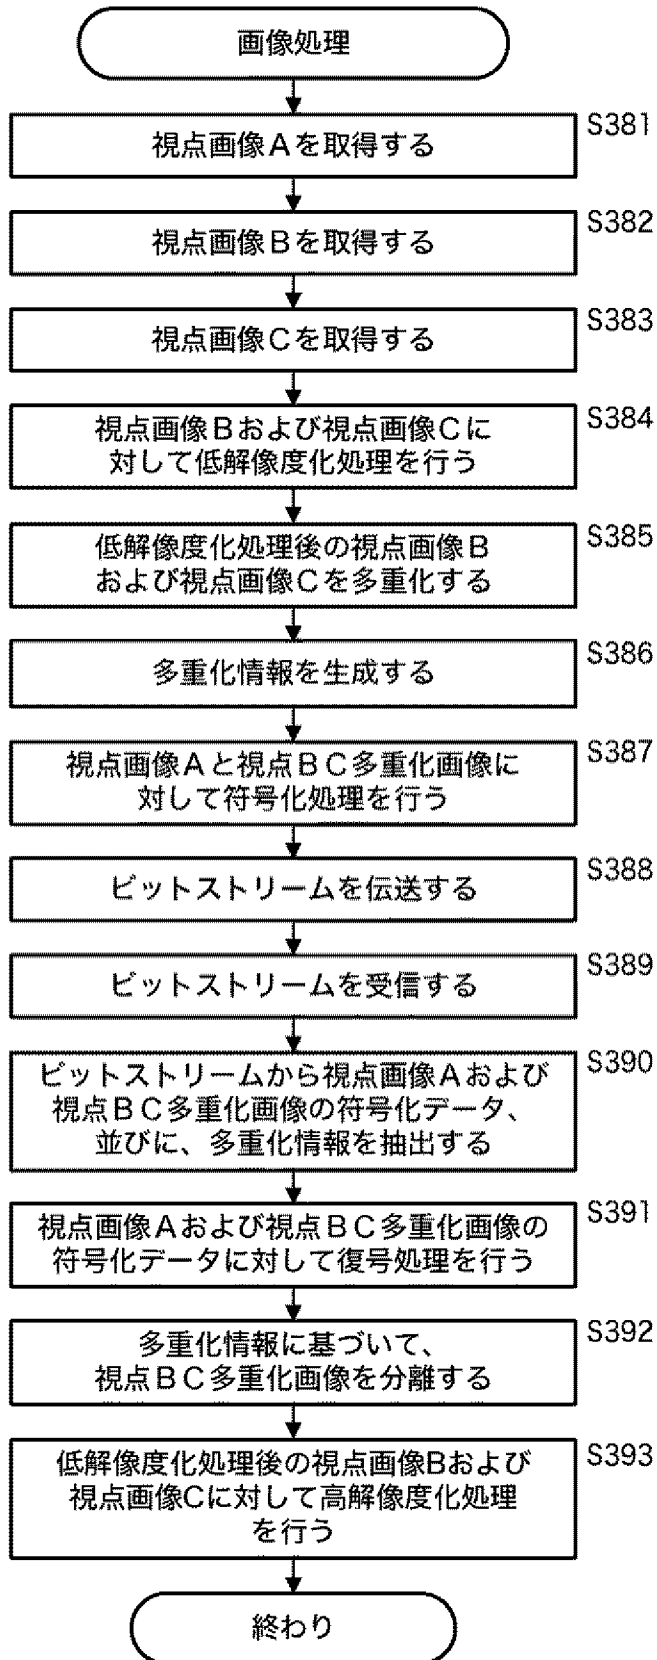 画像処理
視点画像Aを取得する
S381
視点画像Bを取得する
S382
視点画像Cを取得する
S383
視点画像Bおよび視点画像Cに
対して低解像度化処理を行う
S384
低解像度化処理後の視点画像B
および視点画像Cを多重化する
S385
多重化情報を生成する
S386
視点画像Aと視点BC多重化画像に
対して符号化処理を行う
S387
ビットストリームを伝送する
S388
ビットストリームを受信する
S389
ビットストリームから視点画像Aおよび
視点BC多重化画像の符号化データ、
並びに、多重化情報を抽出する
S390
視点画像Aおよび視点BC多重化画像の
符号化データに対して復号処理を行う
S391
多重化情報に基づいて、
視点BC多重化画像を分離する
S392
低解像度化処理後の視点画像Bおよび
視点画像Cに対して高解像度化処理
を行う
S393
終わり